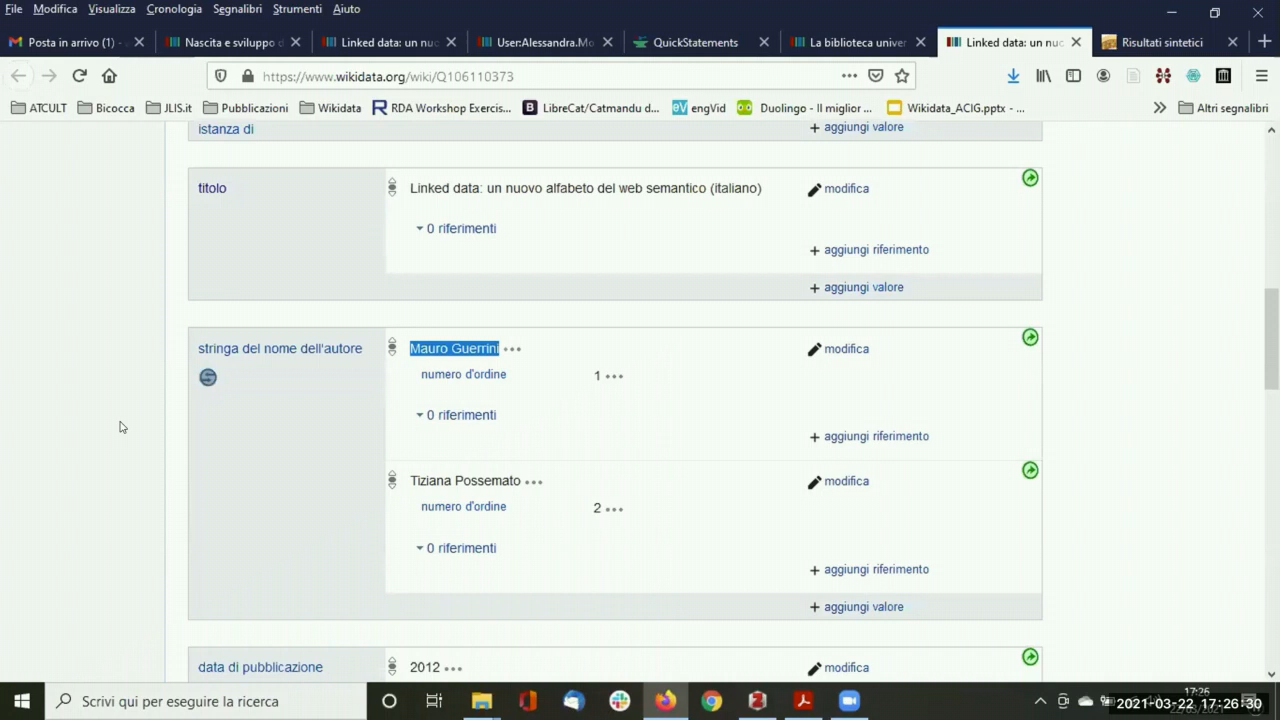 File Modifica Visualizza Cronologia Segnalibri Strumenti Aiuto
Posta in arrivo (1) - Nascita e sviluppo d Linked data: un nuo User:Alessandra.Mo QuickStatements La biblioteca univer Linked data: un nuo Risultati sintetici
https://www.wikidata.org/wiki/Q106110373
ATCULT Bicocca JLIS.it Pubblicazioni Wikidata RDA Workshop Exercis... LibreCat/Catmandu d... engVid Duolingo - Il miglior ... Wikidata_ACIG.pptx - ... Altri segnalibri
istanza di + aggiungi valore
titolo Linked data: un nuovo alfabeto del web semantico (italiano) modifica
0 riferimenti
+ aggiungi riferimento
+ aggiungi valore
stringa del nome dell'autore Mauro Guerrini modifica
numero d'ordine 1
0 riferimenti
+ aggiungi riferimento
Tiziana Possemato modifica
numero d'ordine 2
0 riferimenti
+ aggiungi riferimento
+ aggiungi valore
data di pubblicazione 2012 modifica
Scrivi qui per eseguire la ricerca
17:26
2021-03-22 17:26:30